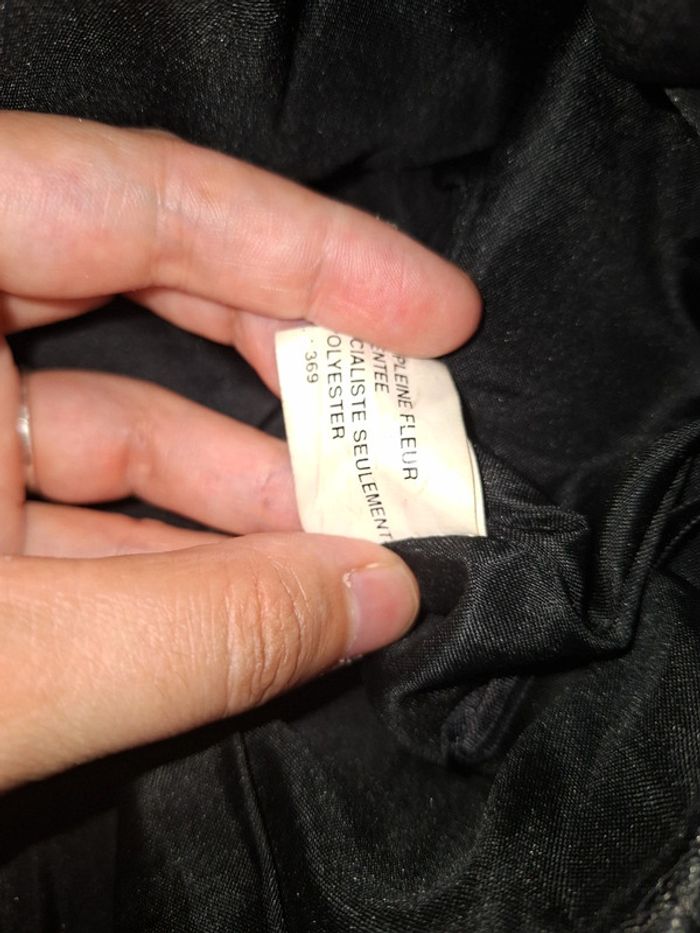 PLEINE FLEUR
ENTEE
CIALISTE SEULEMENT
OLYESTER
369